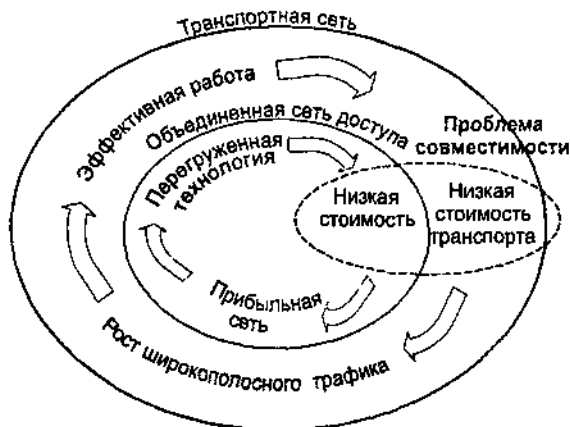 Транспортная сеть
Эффективная работа
Объединенная сеть доступа
Перегруженная
технология
Проблема
совместимости
Низкая
стоимость
Низкая
стоимость
транспорта
Прибыльная
сеть
Рост широкополосного трафика